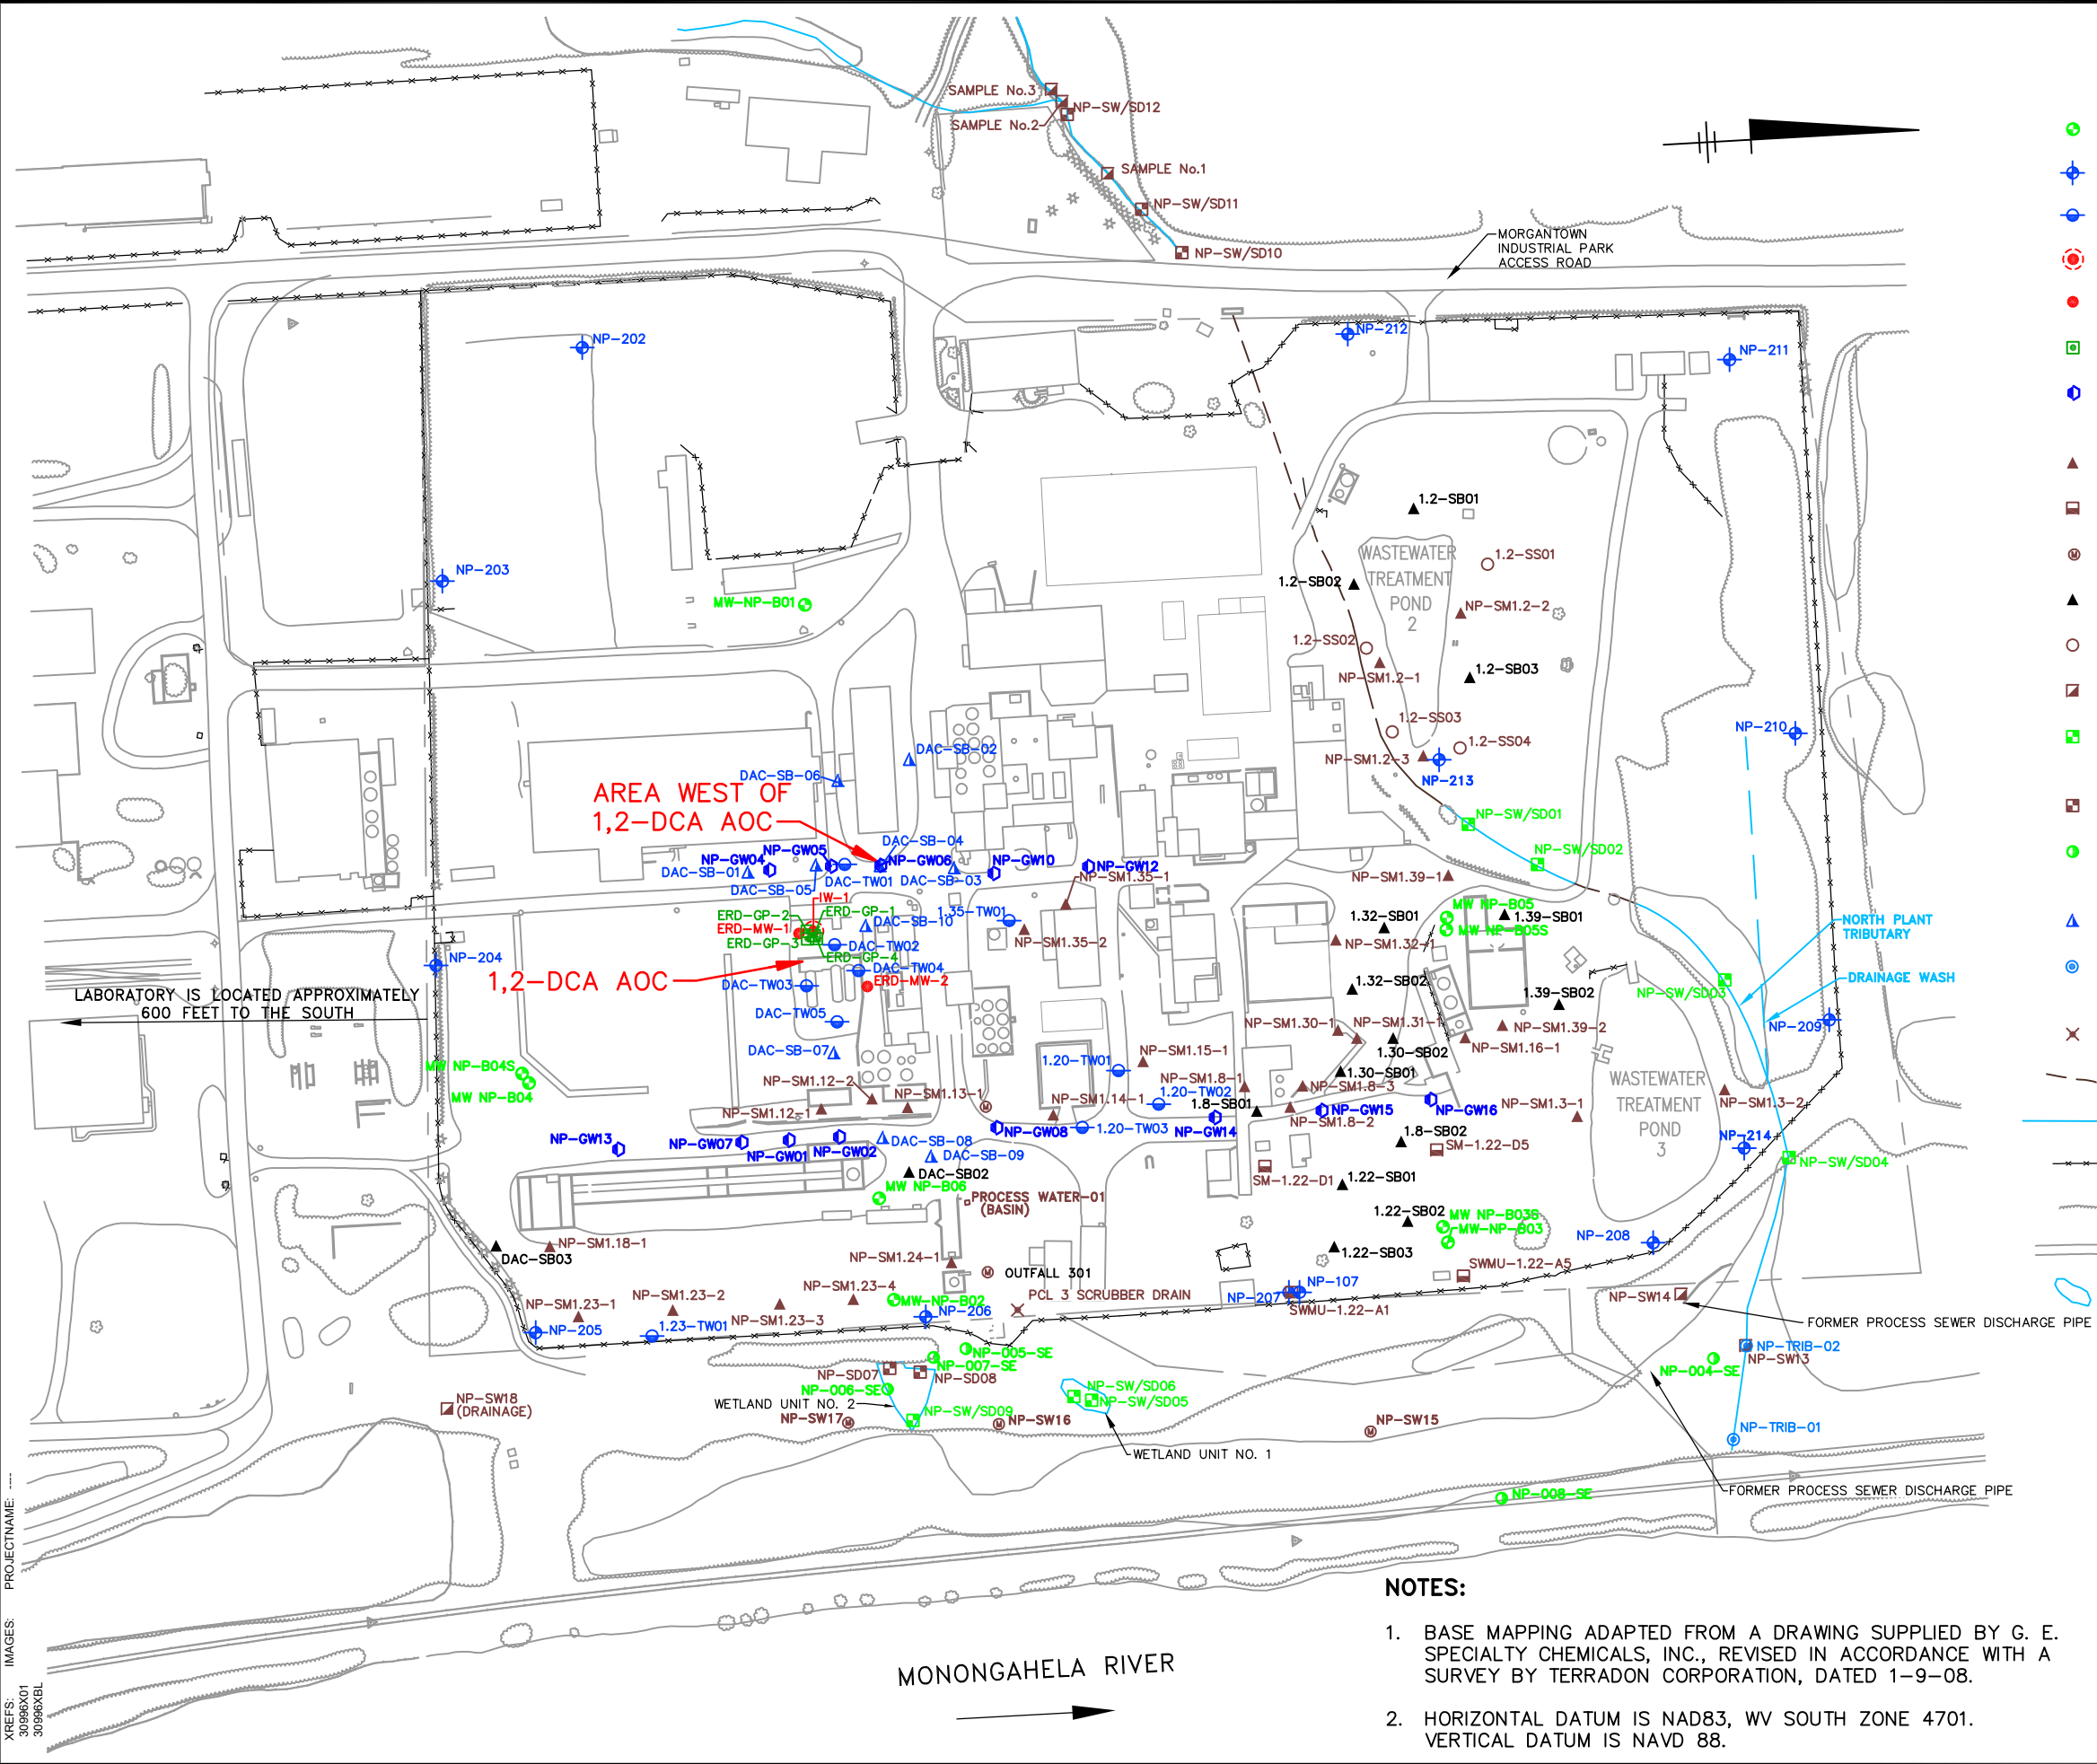 SAMPLE No.3
NP-SW/SD12
SAMPLE No.2
SAMPLE No.1
NP-SW/SD11
NP-SW/SD10
MORGANTOWN
INDUSTRIAL PARK
ACCESS ROAD
NP-202
NP-212
NP-211
1.2-SB01
WASTEWATER
TREATMENT
POND
2
1.2-SS01
NP-203
1.2-SB02
MW-NP-B01
NP-SM1.2-2
1.2-SS02
NP-SM1.2-1
1.2-SB03
1.2-SS03
NP-210
1.2-SS04
NP-SM1.2-3
NP-213
DAC-SB-02
DAC-SB-06
AREA WEST OF
1,2-DCA AOC
NP-SW/SD01
DAC-SB-04
NP-GW05
NP-GW04
NP-GW06
NP-GW10
NP-GW12
NP-SW/SD02
DAC-SB-01
DAC-TW01
DAC-SB-03
NP-SM1.35-1
NP-SM1.39-1
DAC-SB-05
IW-1
ERD-GP-2
ERD-GP-1
1.35-TW01
MW NP-B05
1.32-SB01
1.39-SB01
ERD-MW-1
DAC-SB-10
MW NP-B05S
NORTH PLANT
TRIBUTARY
ERD-GP-3
DAC-TW02
NP-SM1.35-2
NP-SM1.32-1
ERD-GP-4
NP-204
DAC-TW04
1,2-DCA AOC
ERD-MW-2
DRAINAGE WASH
DAC-TW03
1.32-SB02
1.39-SB02
NP-SW/SD03
LABORATORY IS LOCATED APPROXIMATELY
600 FEET TO THE SOUTH
DAC-TW05
NP-SM1.30-1
NP-SM1.31-1
NP-SM1.39-2
NP-209
NP-SM1.16-1
DAC-SB-07
1.30-SB02
1.20-TW01
NP-SM1.15-1
MW NP-B04S
1.30-SB01
WASTEWATER
TREATMENT
POND
3
NP-SM1.12-2
NP-SM1.8-1
NP-SM1.8-3
MW NP-B04
NP-SM1.13-1
1.20-TW02
NP-SM1.3-2
NP-SM1.12-1
NP-SM1.14-1
1.8-SB01
NP-GW15
NP-GW16
NP-SM1.3-1
NP-SM1.8-2
NP-GW13
NP-GW07
NP-GW01
NP-GW02
DAC-SB-08
NP-GW08
1.20-TW03
NP-GW14
1.8-SB02
NP-214
SM-1.22-D5
DAC-SB-09
NP-SW/SD04
DAC-SB02
SM-1.22-D1
1.22-SB01
MW NP-B06
PROCESS WATER-01
(BASIN)
1.22-SB02
MW NP-B03S
MW-NP-B03
NP-208
NP-SM1.18-1
DAC-SB03
NP-SM1.24-1
1.22-SB03
OUTFALL 301
SWMU-1.22-A5
NP-SM1.23-4
NP-SM1.23-2
NP-107
NP-207
PCL 3 SCRUBBER DRAIN
NP-SW14
NP-SM1.23-1
MW-NP-B02
NP-206
SWMU-1.22-A1
NP-SM1.23-3
FORMER PROCESS SEWER DISCHARGE PIPE
NP-205
1.23-TW01
NP-TRIB-02
NP-SW13
NP-005-SE
NP-007-SE
NP-004-SE
NP-SD07
NP-SD08
NP-006-SE
NP-SW/SD06
NP-SW/SD05
WETLAND UNIT NO. 2
NP-SW18
(DRAINAGE)
NP-SW/SD09
NP-SW17
NP-SW16
NP-SW15
NP-TRIB-01
WETLAND UNIT NO. 1
FORMER PROCESS SEWER DISCHARGE PIPE
NP-008-SE
MONONGAHELA RIVER
NOTES:
1. BASE MAPPING ADAPTED FROM A DRAWING SUPPLIED BY G. E.
SPECIALTY CHEMICALS, INC., REVISED IN ACCORDANCE WITH A
SURVEY BY TERRADON CORPORATION, DATED 1-9-08.
2. HORIZONTAL DATUM IS NAD83, WV SOUTH ZONE 4701.
VERTICAL DATUM IS NAVD 88.
XREFS: IMAGES: PROJECTNAME: ----
30996X01
30996XBL